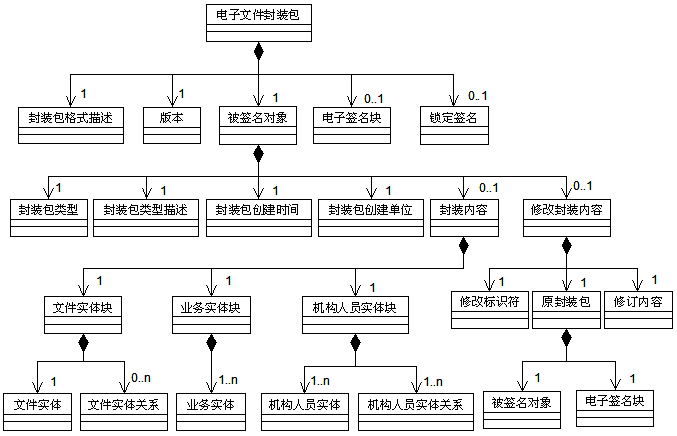 电子文件封装包
1
1
1
0..1
0..1
封装包格式描述
版本
被签名对象
电子签名块
锁定签名
1
1
1
1
0..1
0..1
封装包类型
封装包类型描述
封装包创建时间
封装包创建单位
封装内容
修改封装内容
1
1
1
1
1
1
文件实体块
业务实体块
机构人员实体块
修改标识符
原封装包
修订内容
1
0..n
1..n
1..n
1..n
1
1
文件实体
文件实体关系
业务实体
机构人员实体
机构人员实体关系
被签名对象
电子签名块